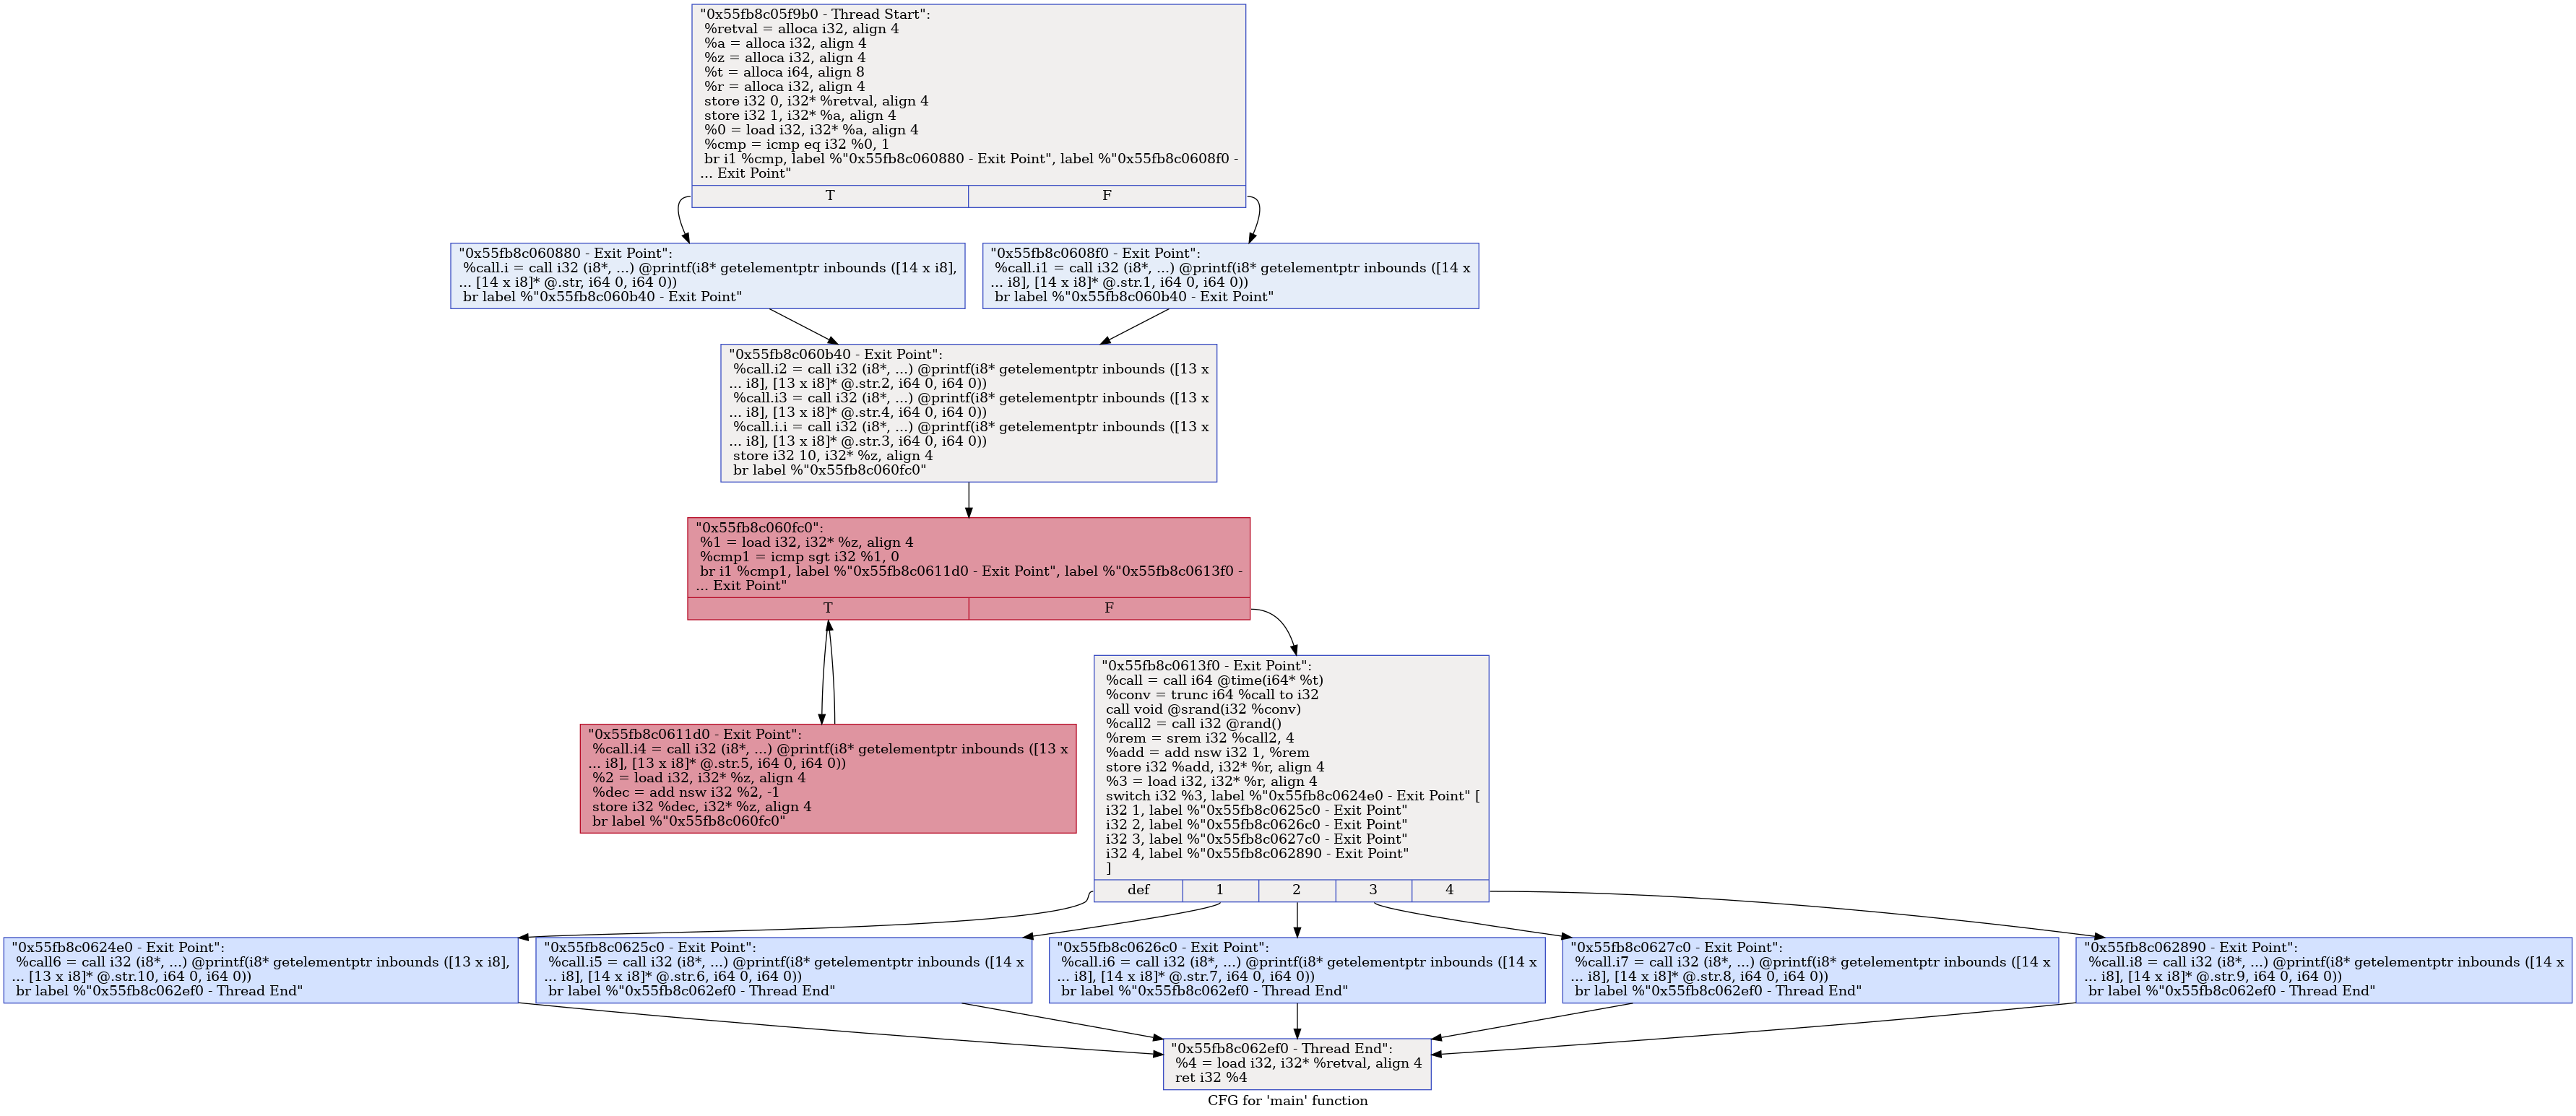 "0x55fb8c05f9b0 - Thread Start":
%retval = alloca i32, align 4
%a = alloca i32, align 4
%z = alloca i32, align 4
%t = alloca i64, align 8
%r = alloca i32, align 4
store i32 0, i32* %retval, align 4
store i32 1, i32* %a, align 4
%0 = load i32, i32* %a, align 4
%cmp = icmp eq i32 %0, 1
br i1 %cmp, label %"0x55fb8c060880 - Exit Point", label %"0x55fb8c0608f0 -
... Exit Point"
T
F
"0x55fb8c060880 - Exit Point":
%call.i = call i32 (i8*, ...) @printf(i8* getelementptr inbounds ([14 x i8],
... [14 x i8]* @.str, i64 0, i64 0))
br label %"0x55fb8c060b40 - Exit Point"
"0x55fb8c0608f0 - Exit Point":
%call.i1 = call i32 (i8*, ...) @printf(i8* getelementptr inbounds ([14 x
... i8], [14 x i8]* @.str.1, i64 0, i64 0))
br label %"0x55fb8c060b40 - Exit Point"
"0x55fb8c060b40 - Exit Point":
%call.i2 = call i32 (i8*, ...) @printf(i8* getelementptr inbounds ([13 x
... i8], [13 x i8]* @.str.2, i64 0, i64 0))
%call.i3 = call i32 (i8*, ...) @printf(i8* getelementptr inbounds ([13 x
... i8], [13 x i8]* @.str.4, i64 0, i64 0))
%call.i.i = call i32 (i8*, ...) @printf(i8* getelementptr inbounds ([13 x
... i8], [13 x i8]* @.str.3, i64 0, i64 0))
store i32 10, i32* %z, align 4
br label %"0x55fb8c060fc0"
"0x55fb8c060fc0":
%1 = load i32, i32* %z, align 4
%cmp1 = icmp sgt i32 %1, 0
br i1 %cmp1, label %"0x55fb8c0611d0 - Exit Point", label %"0x55fb8c0613f0 -
... Exit Point"
T
F
"0x55fb8c0611d0 - Exit Point":
%call.i4 = call i32 (i8*, ...) @printf(i8* getelementptr inbounds ([13 x
... i8], [13 x i8]* @.str.5, i64 0, i64 0))
%2 = load i32, i32* %z, align 4
%dec = add nsw i32 %2, -1
store i32 %dec, i32* %z, align 4
br label %"0x55fb8c060fc0"
"0x55fb8c0613f0 - Exit Point":
%call = call i64 @time(i64* %t)
%conv = trunc i64 %call to i32
call void @srand(i32 %conv)
%call2 = call i32 @rand()
%rem = srem i32 %call2, 4
%add = add nsw i32 1, %rem
store i32 %add, i32* %r, align 4
%3 = load i32, i32* %r, align 4
switch i32 %3, label %"0x55fb8c0624e0 - Exit Point" [
i32 1, label %"0x55fb8c0625c0 - Exit Point"
i32 2, label %"0x55fb8c0626c0 - Exit Point"
i32 3, label %"0x55fb8c0627c0 - Exit Point"
i32 4, label %"0x55fb8c062890 - Exit Point"
]
def
1
2
3
4
"0x55fb8c0624e0 - Exit Point":
%call6 = call i32 (i8*, ...) @printf(i8* getelementptr inbounds ([13 x i8],
... [13 x i8]* @.str.10, i64 0, i64 0))
br label %"0x55fb8c062ef0 - Thread End"
"0x55fb8c0625c0 - Exit Point":
%call.i5 = call i32 (i8*, ...) @printf(i8* getelementptr inbounds ([14 x
... i8], [14 x i8]* @.str.6, i64 0, i64 0))
br label %"0x55fb8c062ef0 - Thread End"
"0x55fb8c0626c0 - Exit Point":
%call.i6 = call i32 (i8*, ...) @printf(i8* getelementptr inbounds ([14 x
... i8], [14 x i8]* @.str.7, i64 0, i64 0))
br label %"0x55fb8c062ef0 - Thread End"
"0x55fb8c0627c0 - Exit Point":
%call.i7 = call i32 (i8*, ...) @printf(i8* getelementptr inbounds ([14 x
... i8], [14 x i8]* @.str.8, i64 0, i64 0))
br label %"0x55fb8c062ef0 - Thread End"
"0x55fb8c062890 - Exit Point":
%call.i8 = call i32 (i8*, ...) @printf(i8* getelementptr inbounds ([14 x
... i8], [14 x i8]* @.str.9, i64 0, i64 0))
br label %"0x55fb8c062ef0 - Thread End"
"0x55fb8c062ef0 - Thread End":
%4 = load i32, i32* %retval, align 4
ret i32 %4
CFG for 'main' function